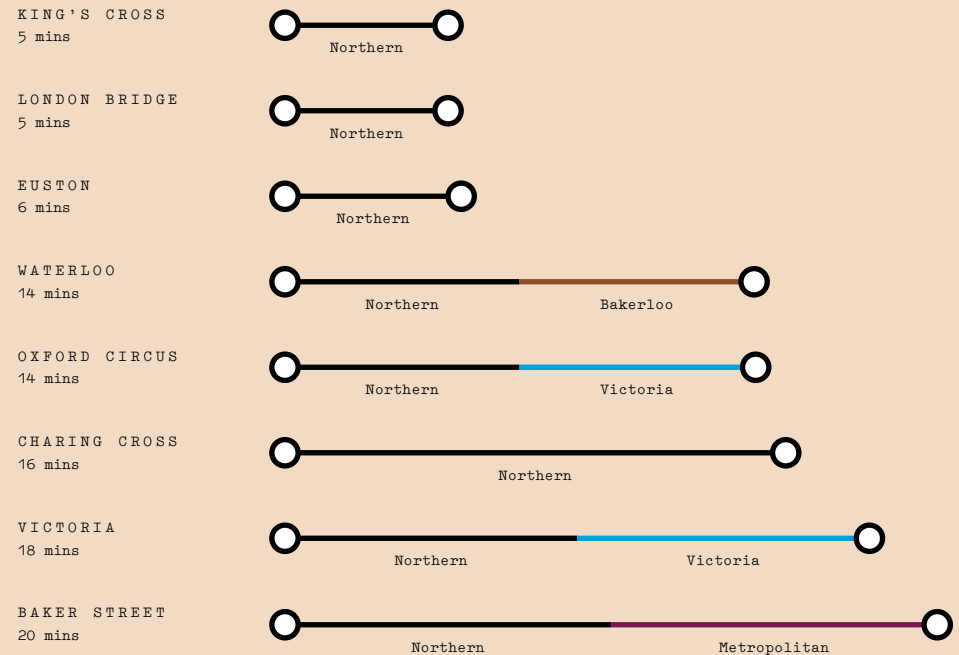 KING'S CROSS
5 mins
Northern
LONDON BRIDGE
5 mins
Northern
EUSTON
6 mins
Northern
WATERLOO
14 mins
Northern Bakerloo
OXFORD CIRCUS
14 mins
Northern Victoria
CHARING CROSS
16 mins
Northern
VICTORIA
18 mins
Northern Victoria
BAKER STREET
20 mins
Northern Metropolitan